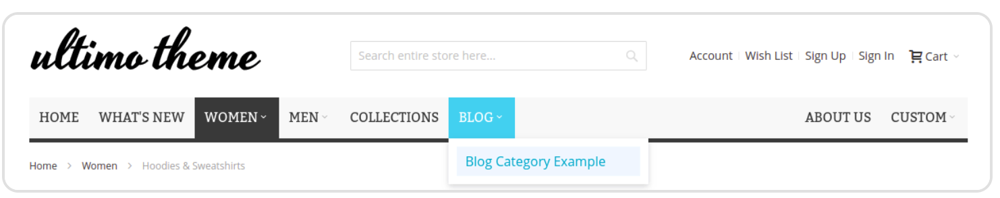 ultimo theme
Search entire store here...
Account Wish List Sign Up Sign In Cart
HOME WHAT'S NEW WOMEN MEN COLLECTIONS BLOG ABOUT US CUSTOM
Home > Women > Hoodies & Sweatshirts
Blog Category Example